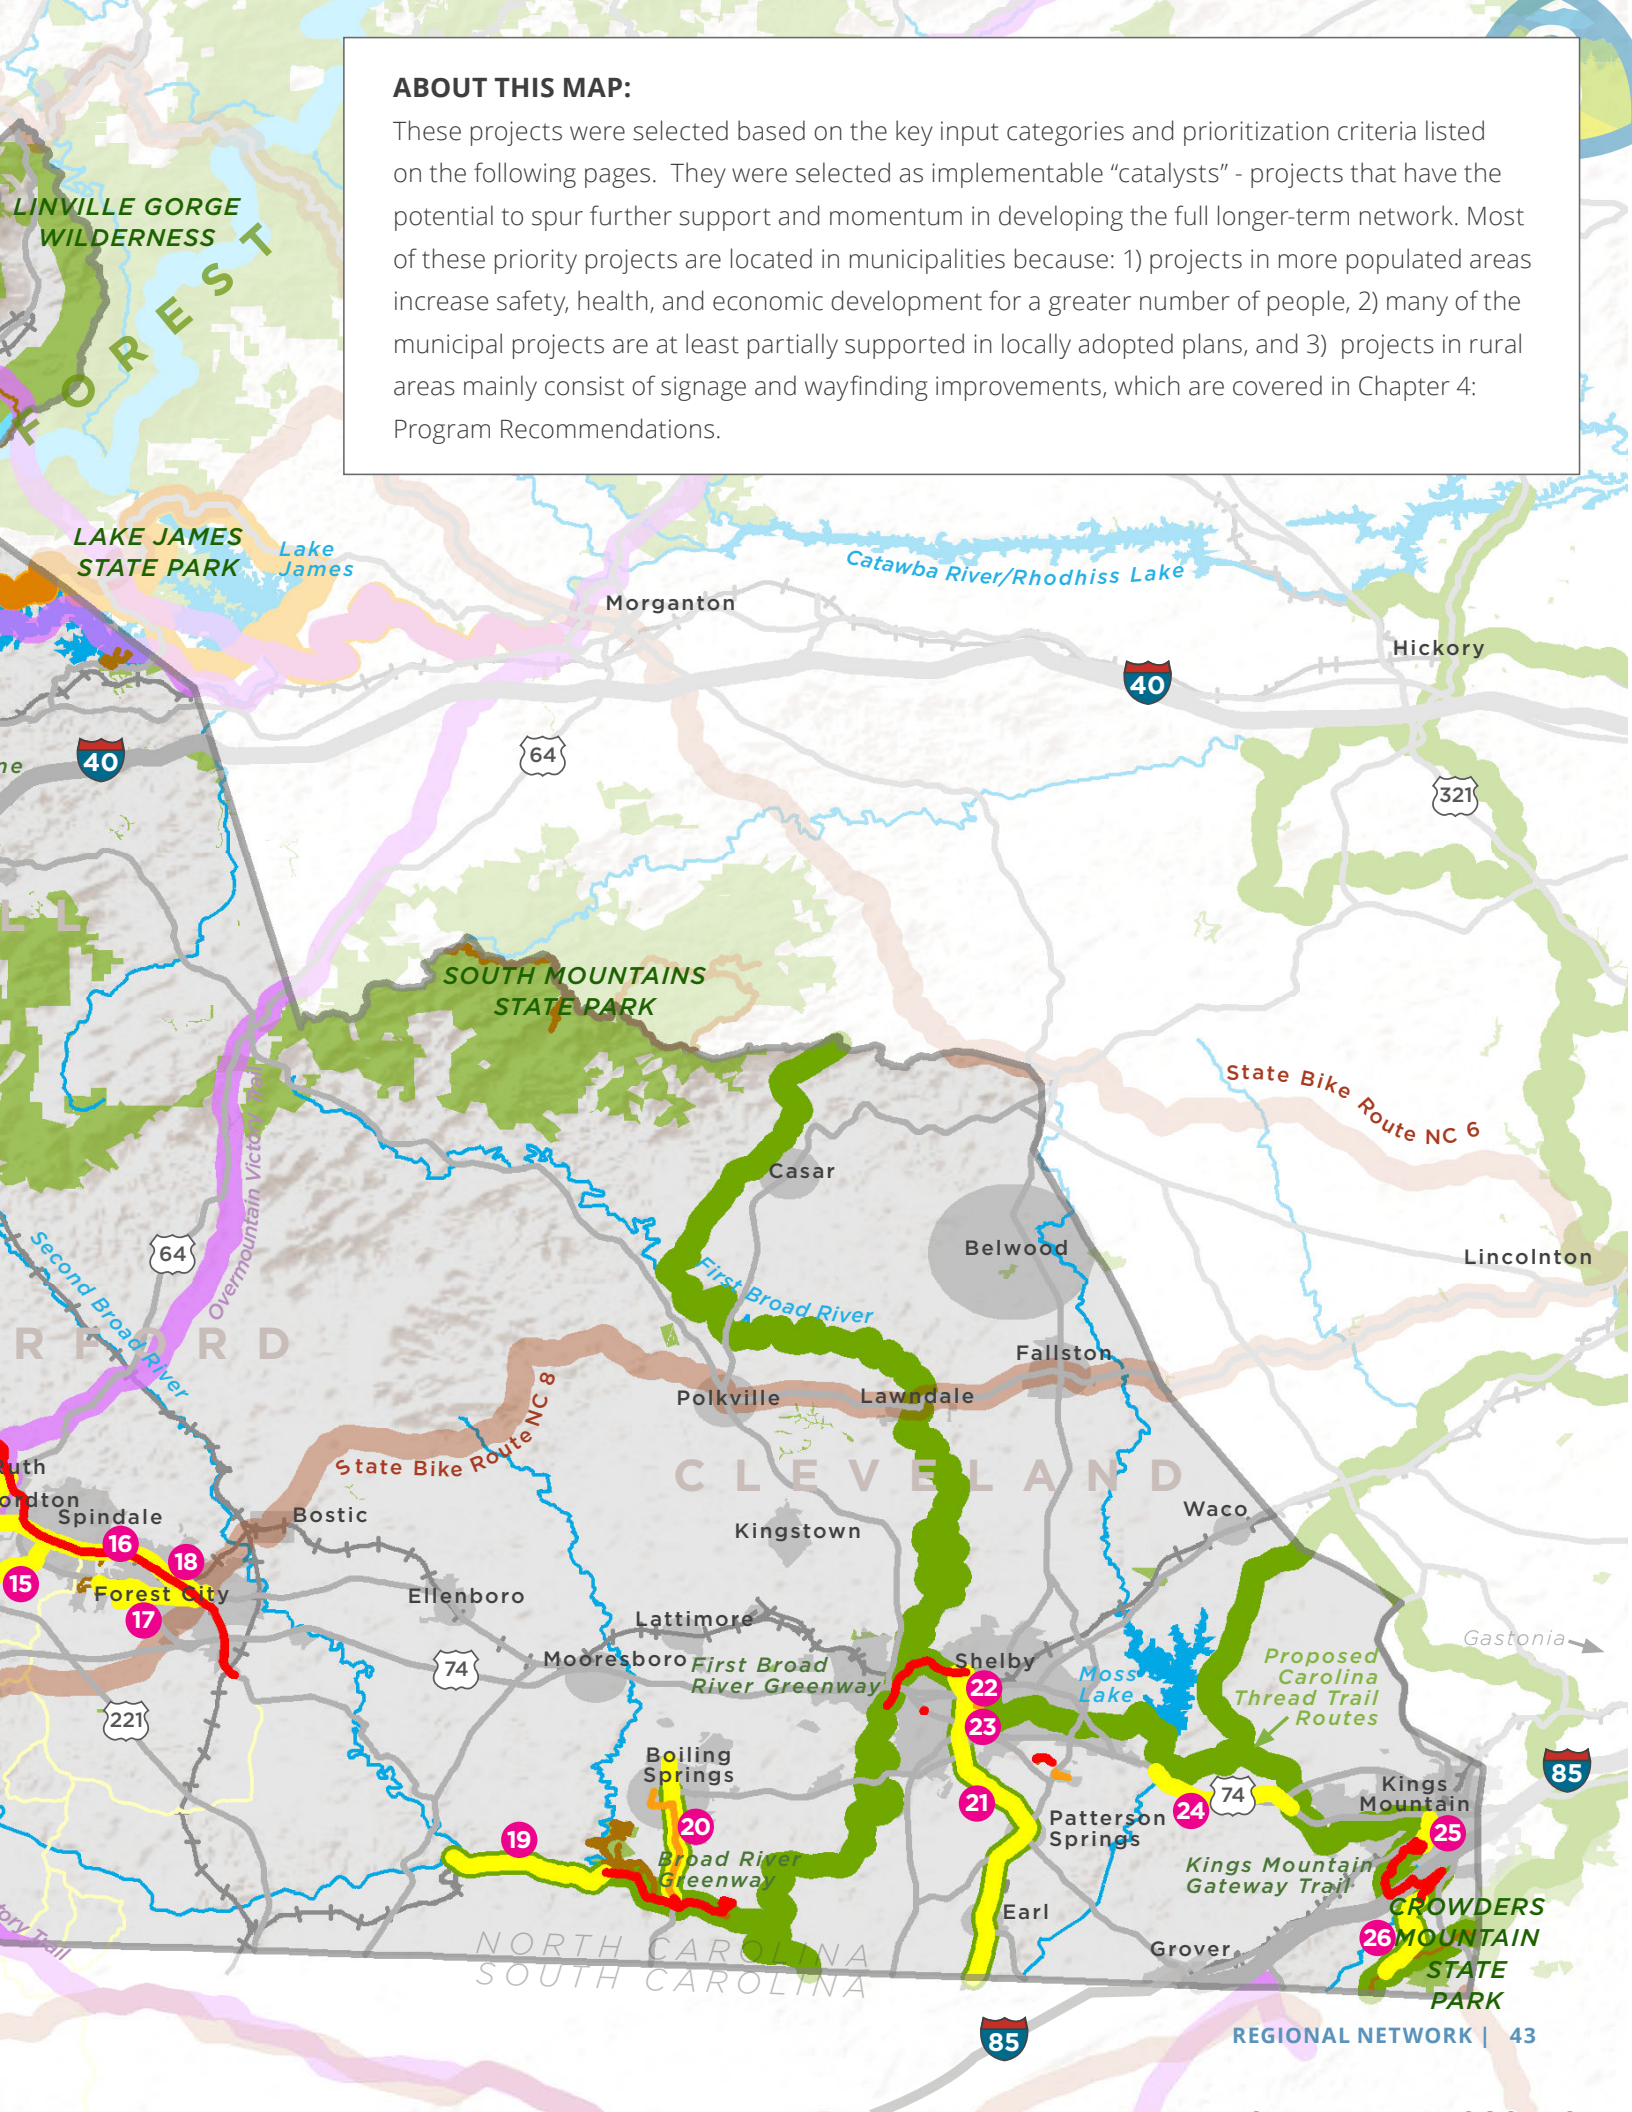 ABOUT THIS MAP:
These projects were selected based on the key input categories and prioritization criteria listed
on the following pages.  They were selected as implementable “catalysts” - projects that have the
potential to spur further support and momentum in developing the full longer-term network. Most
of these priority projects are located in municipalities because: 1) projects in more populated areas
increase safety, health, and economic development for a greater number of people, 2) many of the
municipal projects are at least partially supported in locally adopted plans, and 3)  projects in rural
areas mainly consist of signage and wayfinding improvements, which are covered in Chapter 4:
Program Recommendations.
LINVILLE GORGE
WILDERNESS
FOREST
LAKE JAMES
STATE PARK
Lake
James
Catawba River/Rhodhiss Lake
Morganton
Hickory
40
40
64
321
ne
LL
SOUTH MOUNTAINS
STATE PARK
State Bike Route NC 6
Casar
Belwood
Lincolnton
64
Overmountain Victory Trail
Second Broad River
First Broad River
RFORD
Fallston
Polkville
Lawndale
State Bike Route NC 8
CLEVELAND
uth
ordton
Spindale
Bostic
Kingstown
Waco
16
18
15
Forest City
17
Ellenboro
Lattimore
Mooresboro
74
First Broad
River Greenway
Shelby
22
23
Moss
Lake
Proposed
Carolina
Thread Trail
Routes
Gastonia
221
Boiling
Springs
85
Kings
Mountain
74
24
21
20
19
25
Patterson
Springs
Broad River
Greenway
Kings Mountain
Gateway Trail
Earl
CROWDERS
MOUNTAIN
STATE
PARK
26
Grover
tory Trail
NORTH CAROLINA
SOUTH CAROLINA
85
REGIONAL NETWORK |   43